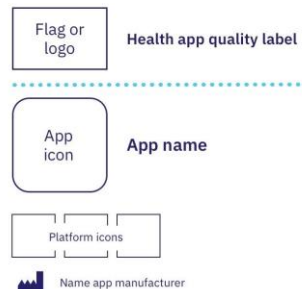 Flag or
logo
Health app quality label
App
icon
App name
Platform icons
Name app manufacturer